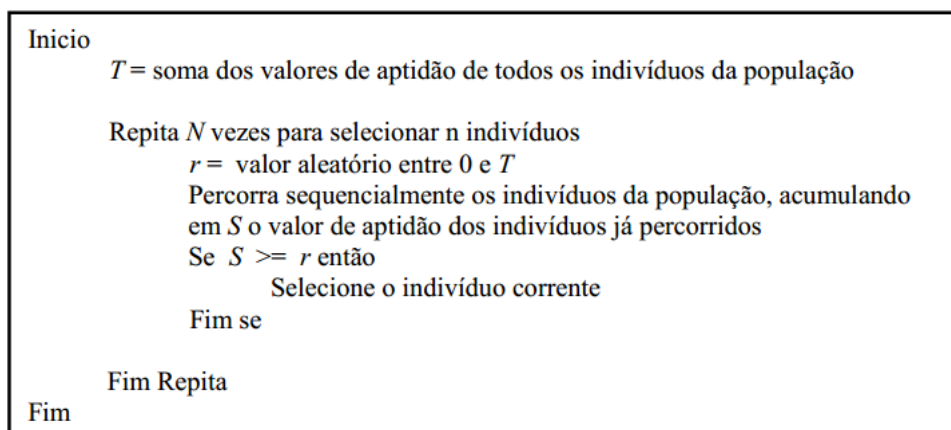 Inicio
T = soma dos valores de aptidão de todos os indivíduos da população
Repita N vezes para selecionar n indivíduos
r = valor aleatório entre 0 e T
Percorra sequencialmente os indivíduos da população, acumulando
em S o valor de aptidão dos indivíduos já percorridos
Se S >= r então
Selecione o indivíduo corrente
Fim se
Fim Repita
Fim